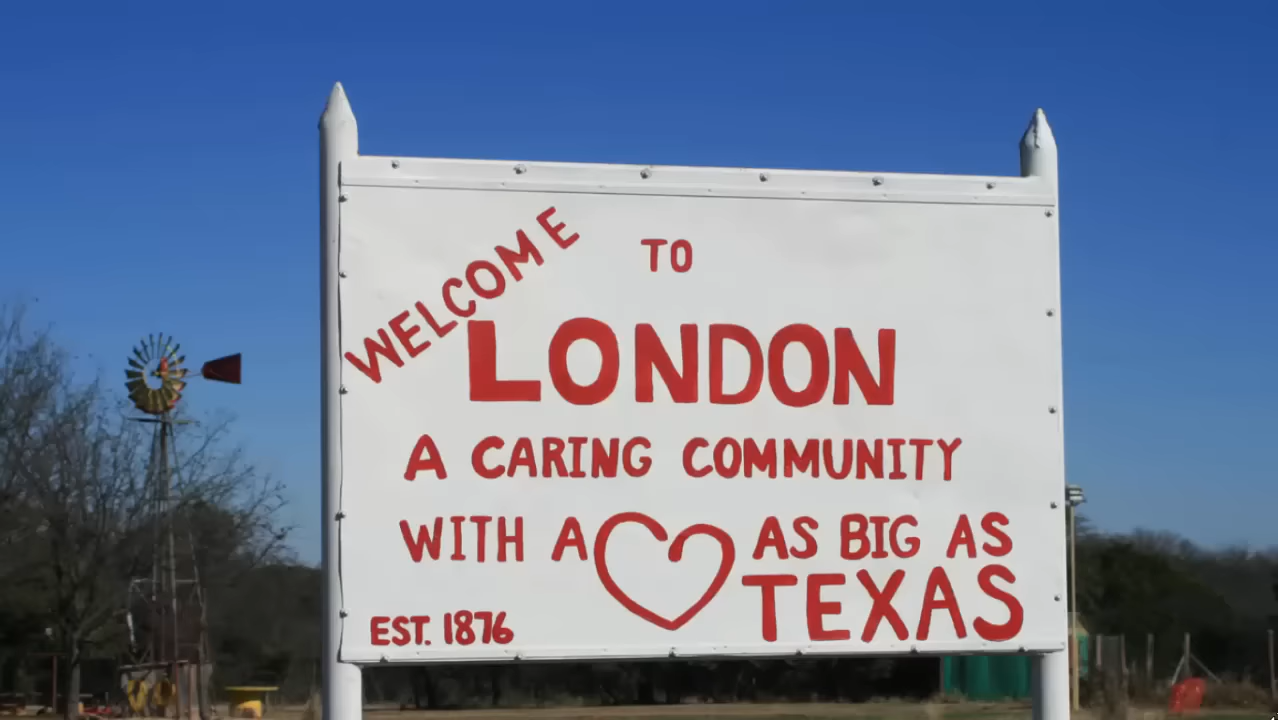 WELCOME TO
LONDON
A CARING COMMUNITY
WITH A AS BIG AS
TEXAS
EST. 1876